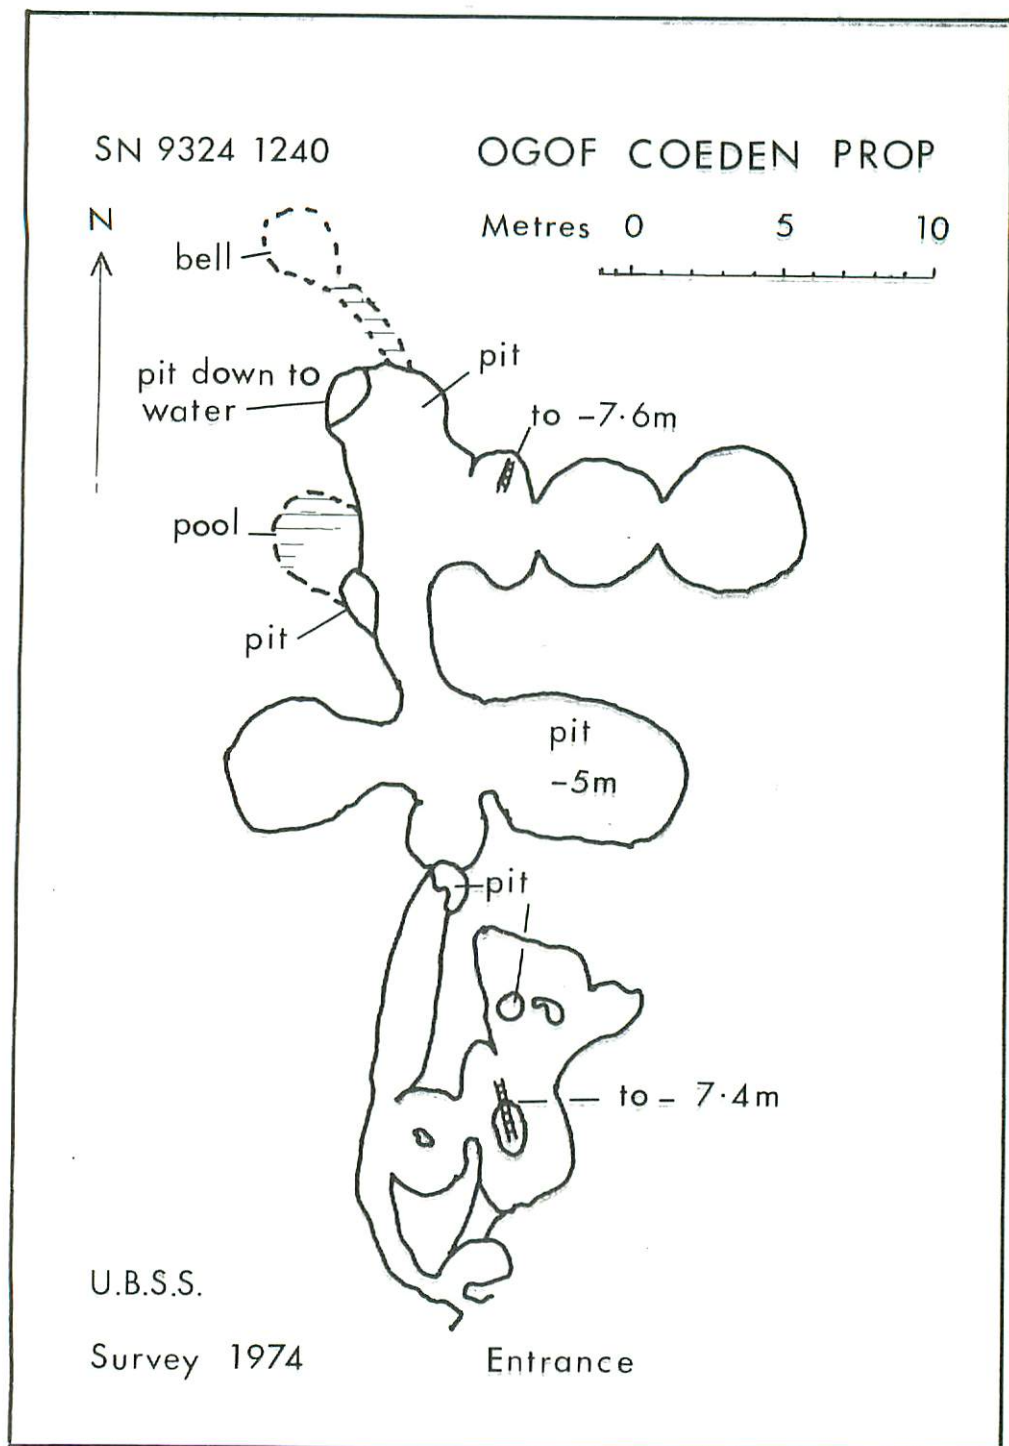 SN 9324 1240
OGOF COEDEN PROP
N
Metres 0 5 10
bell
pit
pit down to
water
to -7·6m
pool
pit
pit
-5m
pit
to - 7·4m
U.B.S.S.
Survey 1974
Entrance